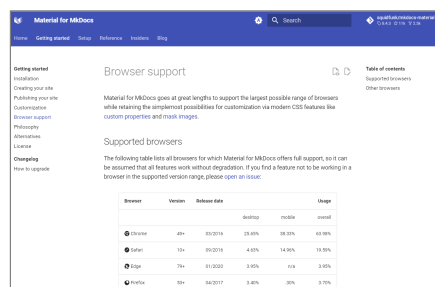 Material for MkDocs
Search
squidfunk/mkdocs-material
Home Getting started Setup Reference Insiders Blog
Getting started
Installation
Creating your site
Publishing your site
Customization
Browser support
Philosophy
Alternatives
License
Changelog
How to upgrade
Browser support
Material for MkDocs goes at great lengths to support the largest possible range of browsers
while retaining the simplemost possibilities for customization via modern CSS features like
custom properties and mask images.
Supported browsers
The following table lists all browsers for which Material for MkDocs offers full support, so it can
be assumed that all features work without degradation. If you find a feature not to be working in a
browser in the supported version range, please open an issue:
Browser Version Release date Usage
desktop mobile overall
Chrome 49+ 03/2016 25.65% 38.33% 63.98%
Safari 10+ 09/2016 4.63% 14.96% 19.59%
Edge 79+ 01/2020 3.95% n/a 3.95%
Firefox 53+ 04/2017 3.40% .30% 3.70%
Table of contents
Supported browsers
Other browsers